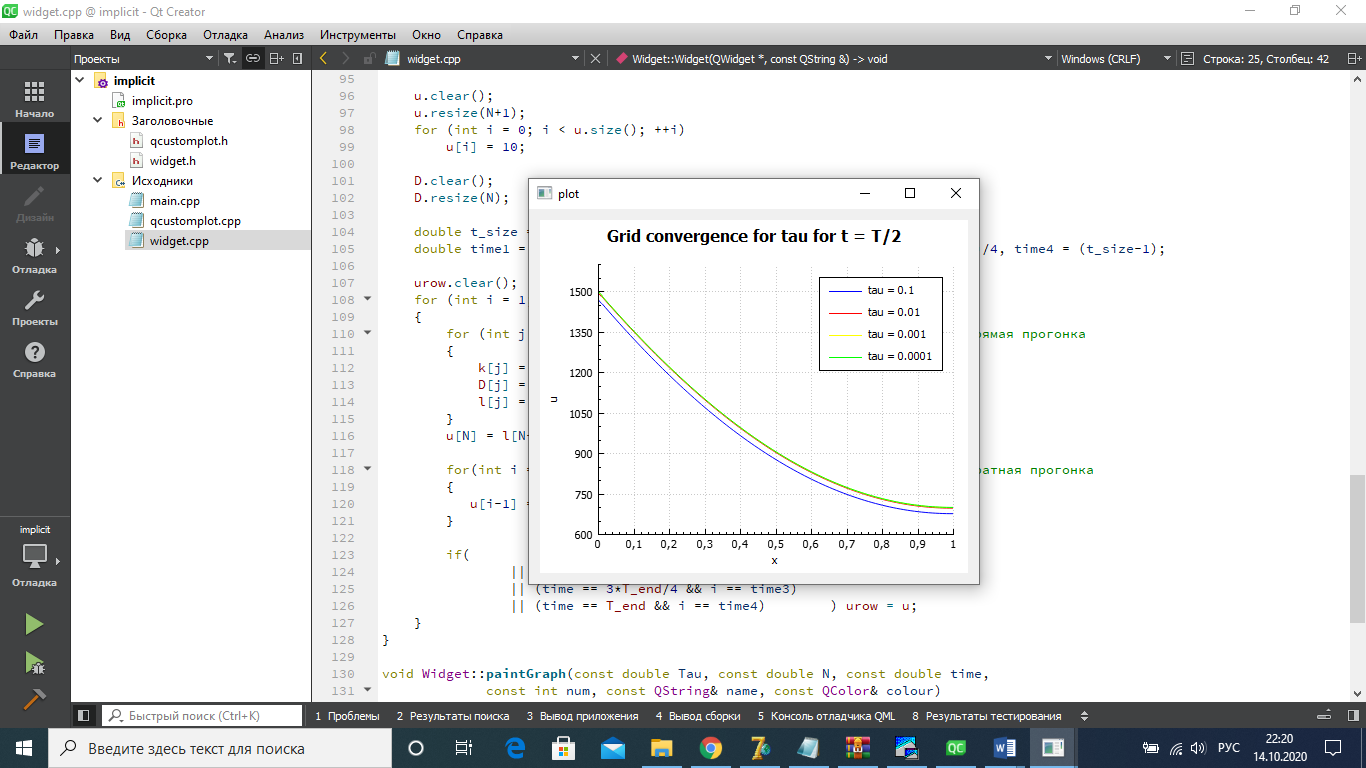 widget.cpp @ implicit - Qt Creator
Файл Правка Вид Сборка Отладка Анализ Инструменты Окно Справка
Проекты
widget.cpp
Widget::Widget(QWidget *, const QString &) -> void
Windows (CRLF)
Строка: 25, Столбец: 42
Начало
Редактор
Дизайн
Отладка
Проекты
Справка
implicit
Отладка
implicit
implicit.pro
Заголовочные
qcustomplot.h
widget.h
Исходники
main.cpp
qcustomplot.cpp
widget.cpp
95
96 u.clear();
97 u.resize(N+1);
98 for (int i = 0; i < u.size(); ++i)
99 u[i] = 10;
100
101 D.clear();
102 D.resize(N);
103
104 double t_size =
105 double time1 = /4, time4 = (t_size-1);
106
107 urow.clear();
108 for (int i = 1
109 {
110 for (int j рямая прогонка
111 {
112 k[j] =
113 D[j] =
114 l[j] =
115 }
116 u[N] = l[N-
117
118 for(int i = ратная прогонка
119 {
120 u[i-1] =
121 }
122
123 if(
124 ||
125 || (time == 3*T_end/4 && i == time3)
126 || (time == T_end && i == time4) ) urow = u;
127 }
128 }
129
130 void Widget::paintGraph(const double Tau, const double N, const double time,
131 const int num, const QString& name, const QColor& colour)
plot
Grid convergence for tau for t = T/2
tau = 0.1
tau = 0.01
tau = 0.001
tau = 0.0001
1500
1350
1200
1050
900
750
600
u
0 0,1 0,2 0,3 0,4 0,5 0,6 0,7 0,8 0,9 1
x
Быстрый поиск (Ctrl+K)
1 Проблемы 2 Результаты поиска 3 Вывод приложения 4 Вывод сборки 5 Консоль отладчика QML 8 Результаты тестирования
Введите здесь текст для поиска
РУС
22:20
14.10.2020